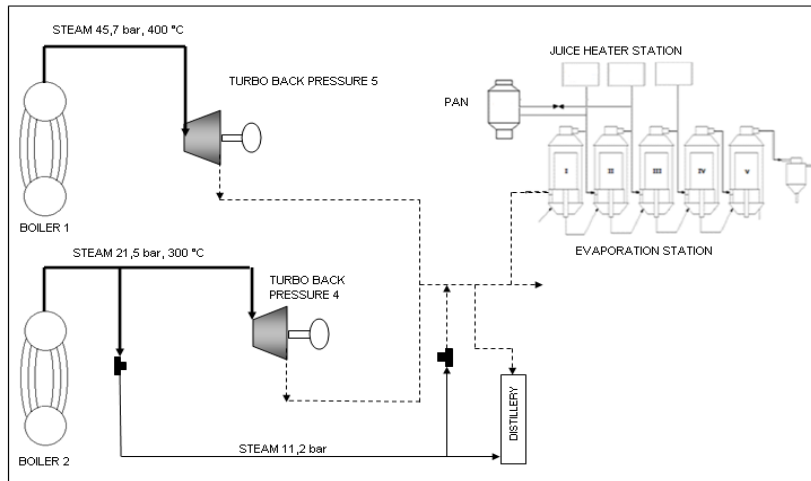 STEAM 45,7 bar, 400 °C
JUICE HEATER STATION
TURBO BACK PRESSURE 5
PAN
I
II
III
IV
V
BOILER 1
EVAPORATION STATION
STEAM 21,5 bar, 300 °C
TURBO BACK
PRESSURE 4
DISTILLERY
STEAM 11,2 bar
BOILER 2